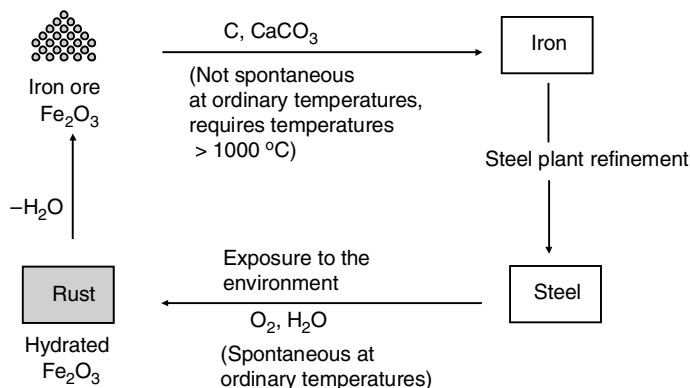 C, CaCO₃
Iron
Iron ore
Fe₂O₃
(Not spontaneous
at ordinary temperatures,
requires temperatures
> 1000 °C)
Steel plant refinement
–H₂O
Exposure to the
environment
Rust
Steel
O₂, H₂O
Hydrated
Fe₂O₃
(Spontaneous at
ordinary temperatures)